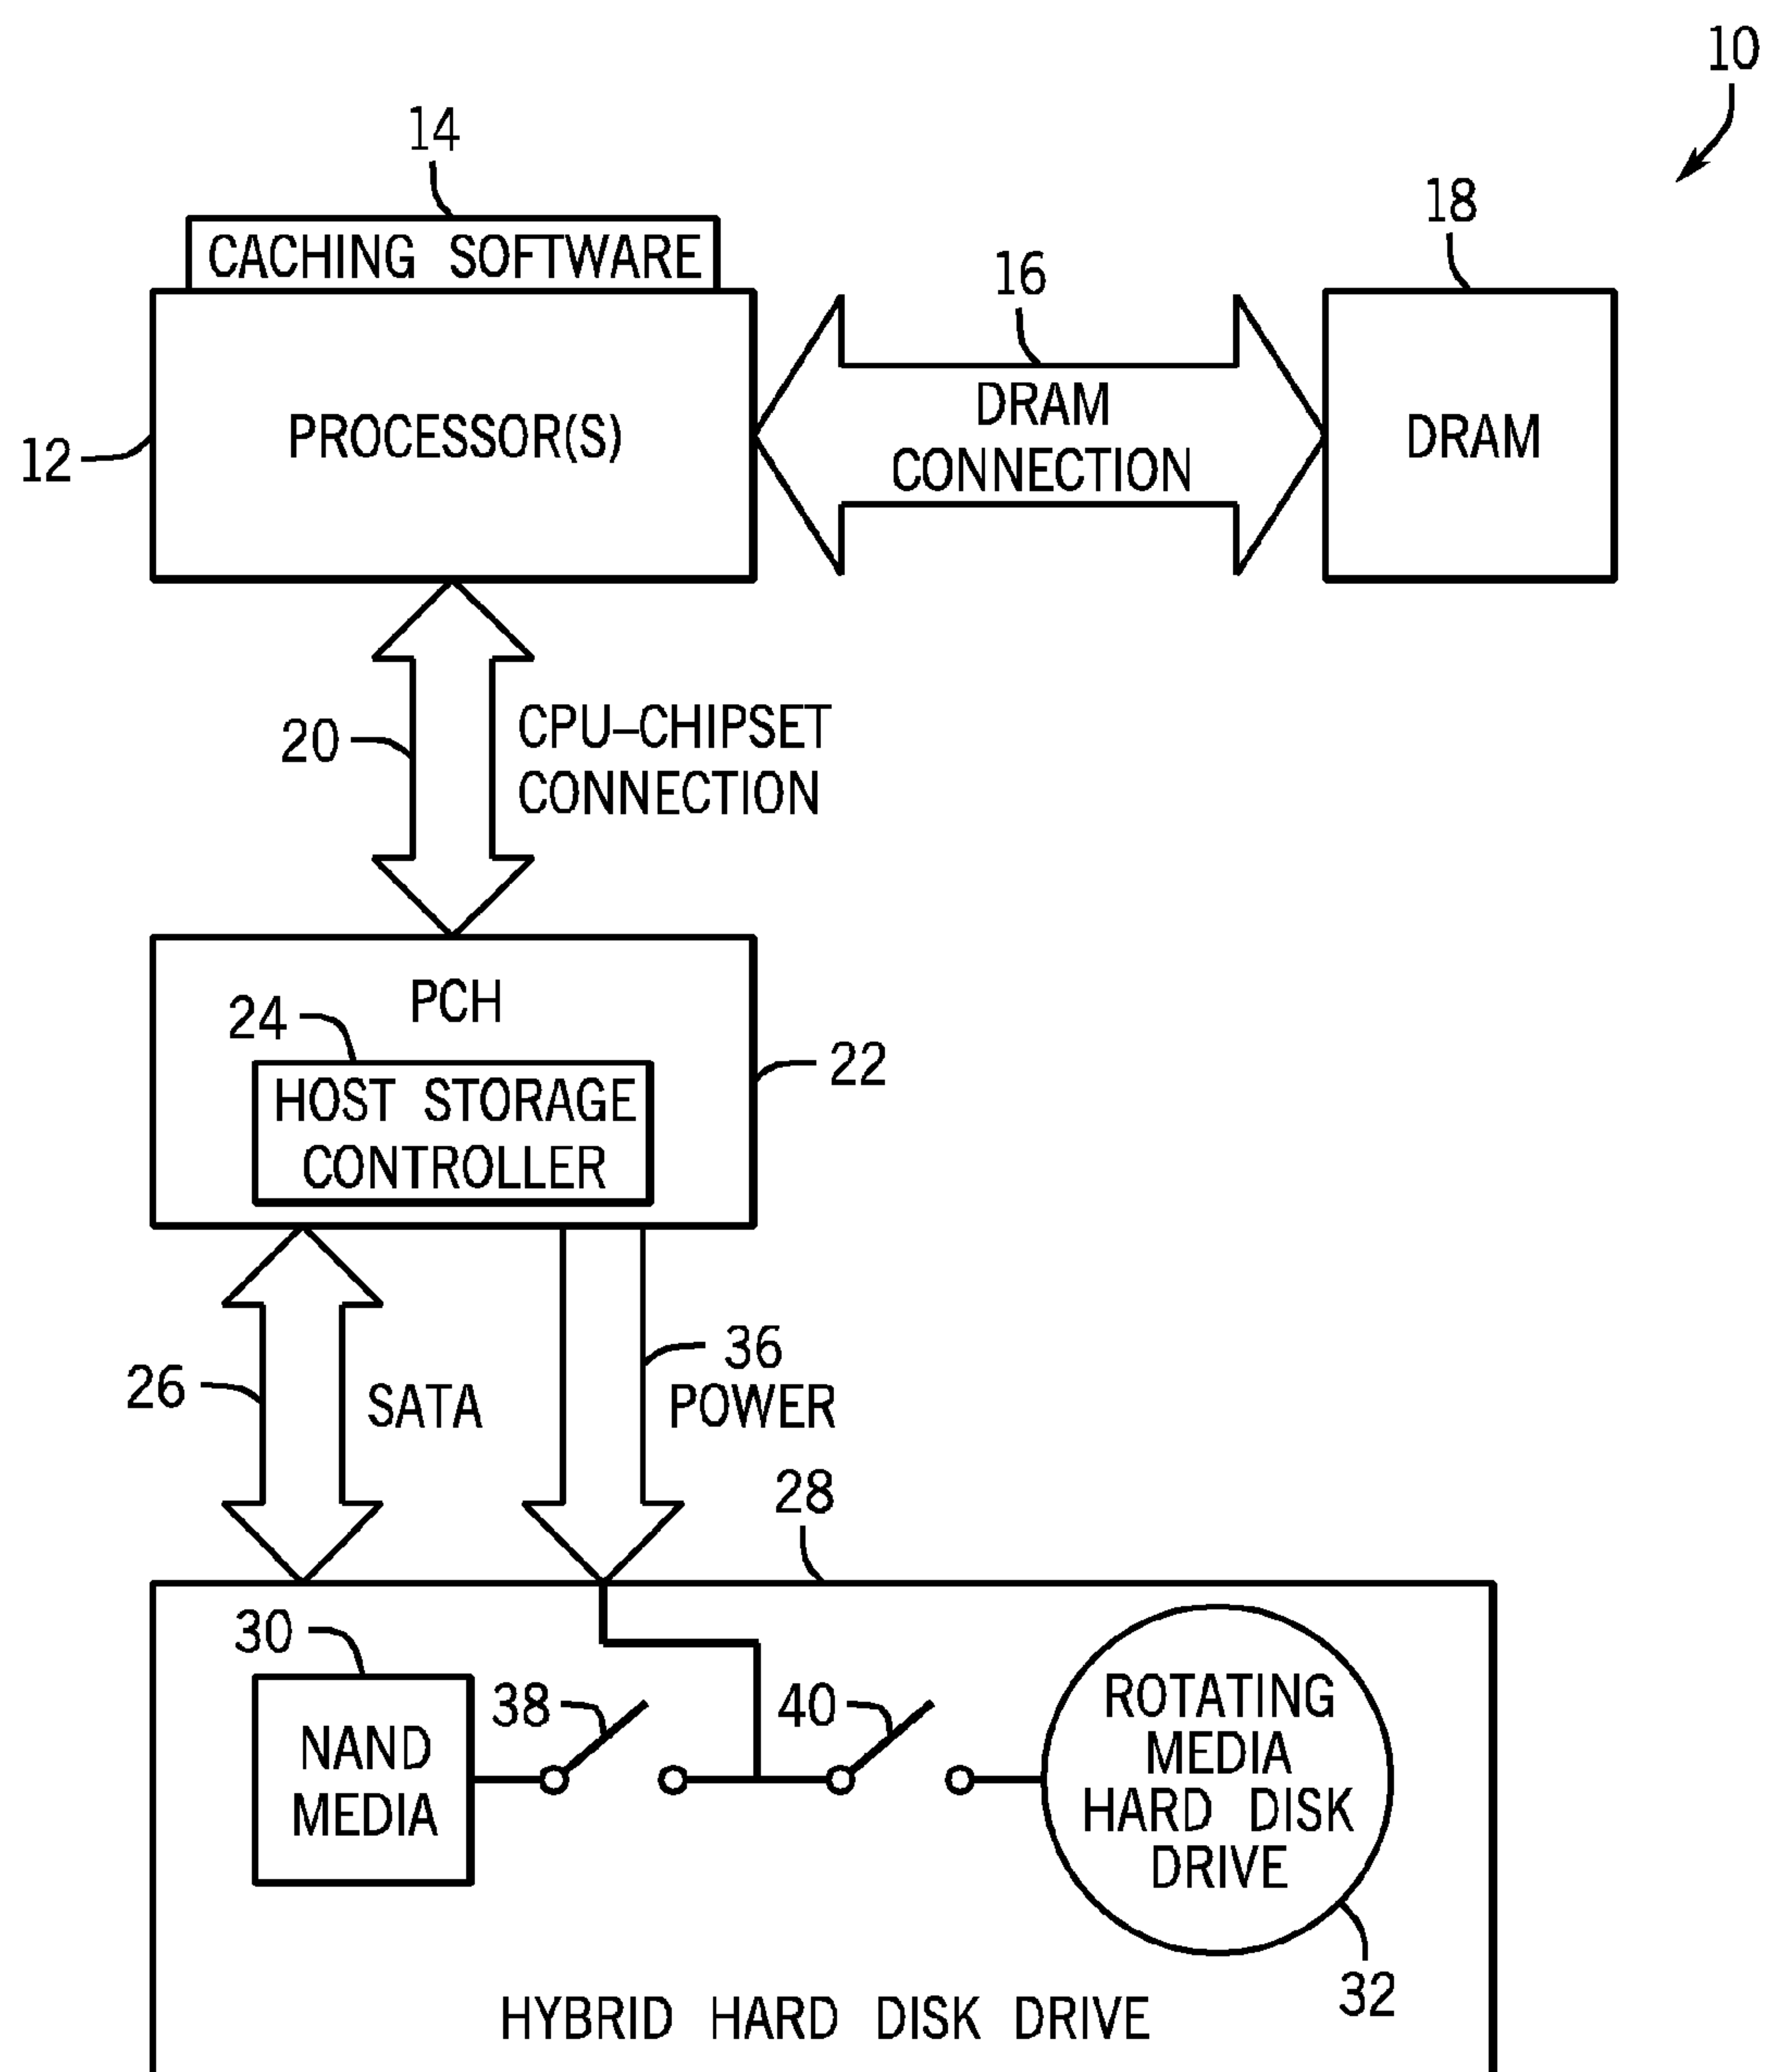 10
14
CACHING SOFTWARE
18
16
DRAM
CONNECTION
PROCESSOR(S)
DRAM
12
20
CPU–CHIPSET
CONNECTION
PCH
24
22
HOST STORAGE
CONTROLLER
36
26
SATA
POWER
28
30
38
40
NAND
MEDIA
ROTATING
MEDIA
HARD DISK
DRIVE
32
HYBRID HARD DISK DRIVE